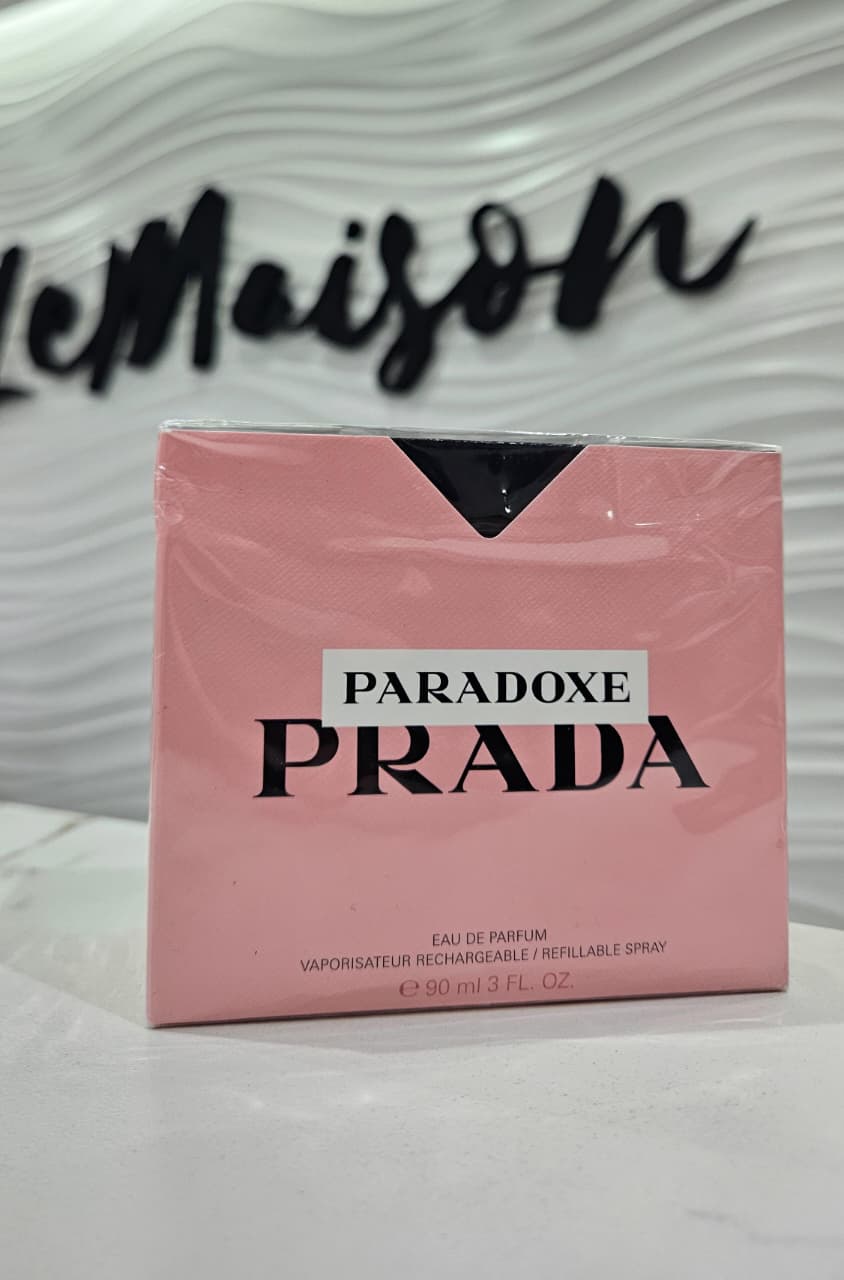 LeMaison
PARADOXE
PRADA
EAU DE PARFUM
VAPORISATEUR RECHARGEABLE / REFILLABLE SPRAY
℮ 90 ml 3 FL. OZ.